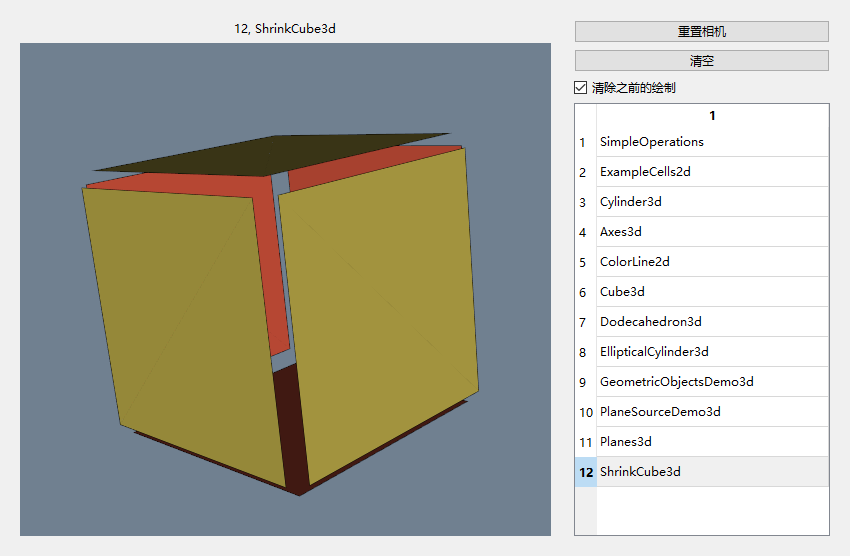 12, ShrinkCube3d
重置相机
清空
清除之前的绘制
1
1 SimpleOperations
2 ExampleCells2d
3 Cylinder3d
4 Axes3d
5 ColorLine2d
6 Cube3d
7 Dodecahedron3d
8 EllipticalCylinder3d
9 GeometricObjectsDemo3d
10 PlaneSourceDemo3d
11 Planes3d
12 ShrinkCube3d